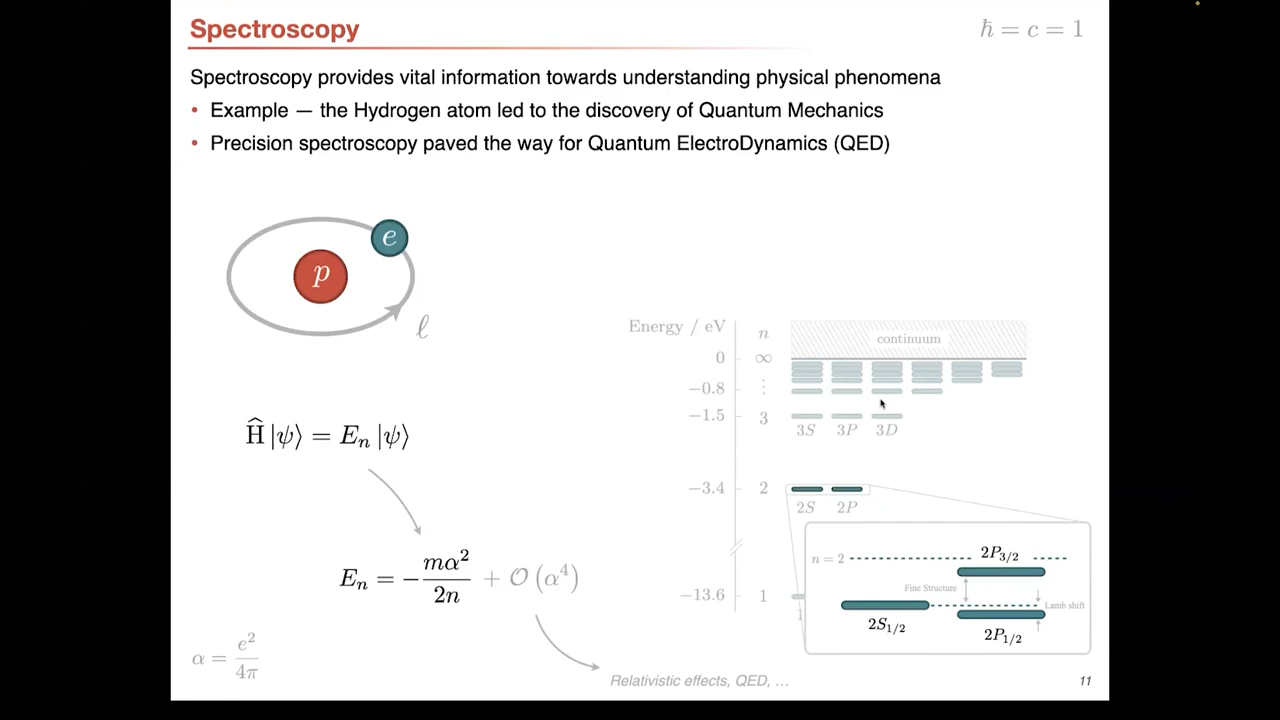 Spectroscopy
ħ = c = 1
Spectroscopy provides vital information towards understanding physical phenomena
• Example — the Hydrogen atom led to the discovery of Quantum Mechanics
• Precision spectroscopy paved the way for Quantum ElectroDynamics (QED)
e
p
ℓ
Ĥ |ψ⟩ = Eₙ |ψ⟩
Eₙ = − mα² / 2n + O (α⁴)
α = e² / 4π
Relativistic effects, QED, ...
Energy / eV
n
continuum
0 ∞
−0.8 ⋮
−1.5 3
3S 3P 3D
−3.4 2
2S 2P
−13.6 1
1
n = 2
2P₃/₂
Fine Structure
Lamb shift
2S₁/₂
2P₁/₂
11